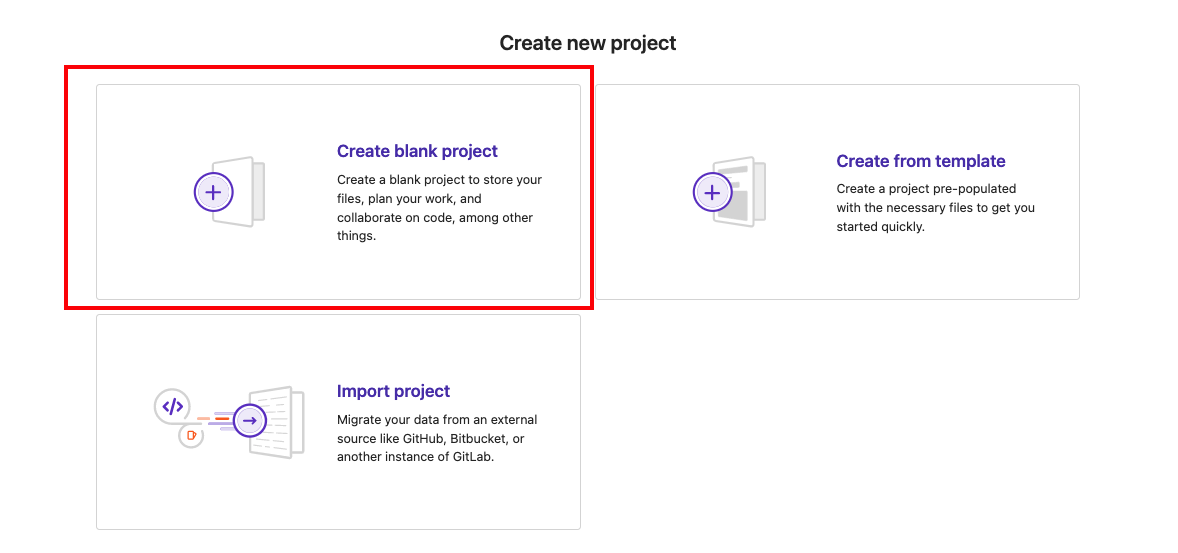 Create new project
Create blank project
Create a blank project to store your
files, plan your work, and
collaborate on code, among other
things.
Create from template
Create a project pre-populated
with the necessary files to get you
started quickly.
Import project
Migrate your data from an external
source like GitHub, Bitbucket, or
another instance of GitLab.